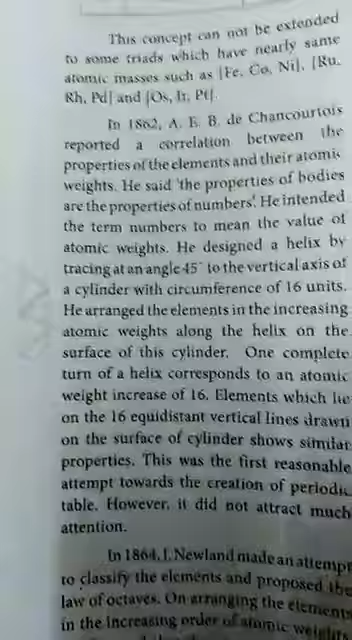 This concept can not be extended
to some triads which have nearly same
atomic masses such as [Fe, Co, Ni], [Ru,
Rh, Pd] and [Os, Ir, Pt].
In 1862, A. E. B. de Chancourtois
reported a correlation between the
properties of the elements and their atomic
weights. He said 'the properties of bodies
are the properties of numbers'. He intended
the term numbers to mean the value of
atomic weights. He designed a helix by
tracing at an angle 45˚ to the vertical axis of
a cylinder with circumference of 16 units.
He arranged the elements in the increasing
atomic weights along the helix on the
surface of this cylinder. One complete
turn of a helix corresponds to an atomic
weight increase of 16. Elements which lie
on the 16 equidistant vertical lines drawn
on the surface of cylinder shows similar
properties. This was the first reasonable
attempt towards the creation of periodic
table. However, it did not attract much
attention.
In 1864, J. Newland made an attempt
to classify the elements and proposed the
law of octaves. On arranging the elements
in the increasing order of atomic weights